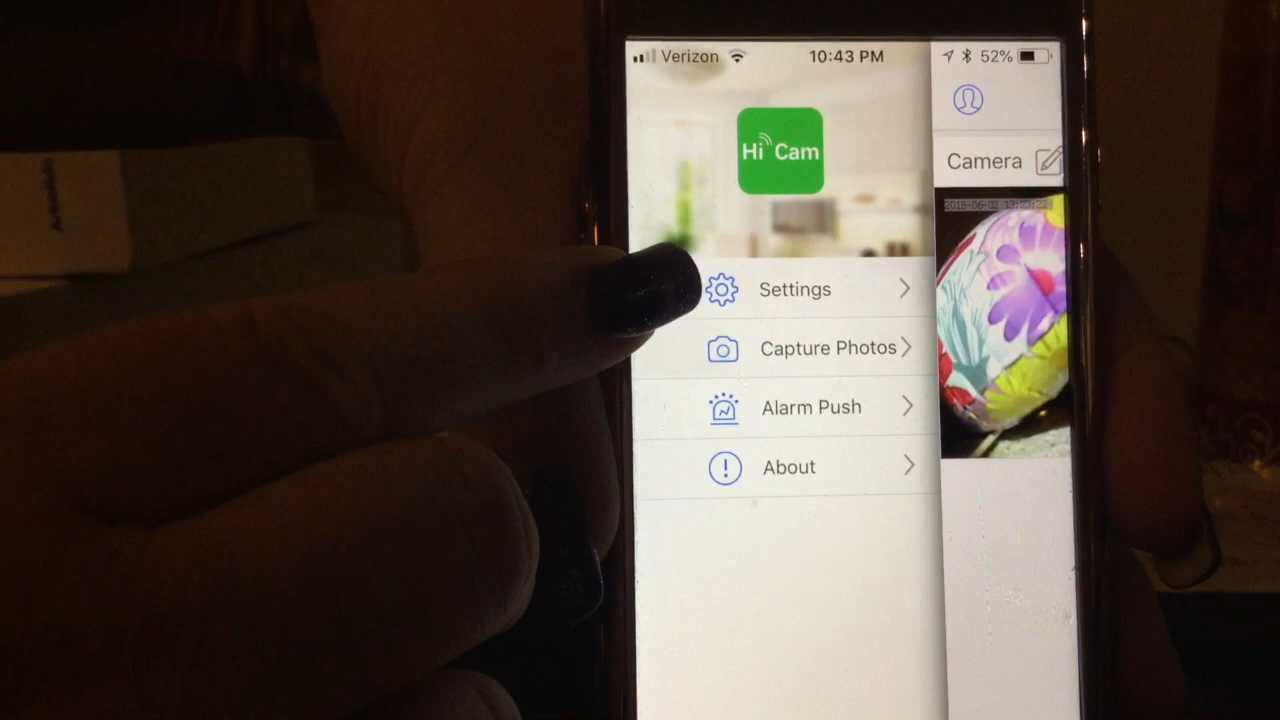 Verizon 10:43 PM 52%
Hi Cam
Camera
Settings
Capture Photos
Alarm Push
About